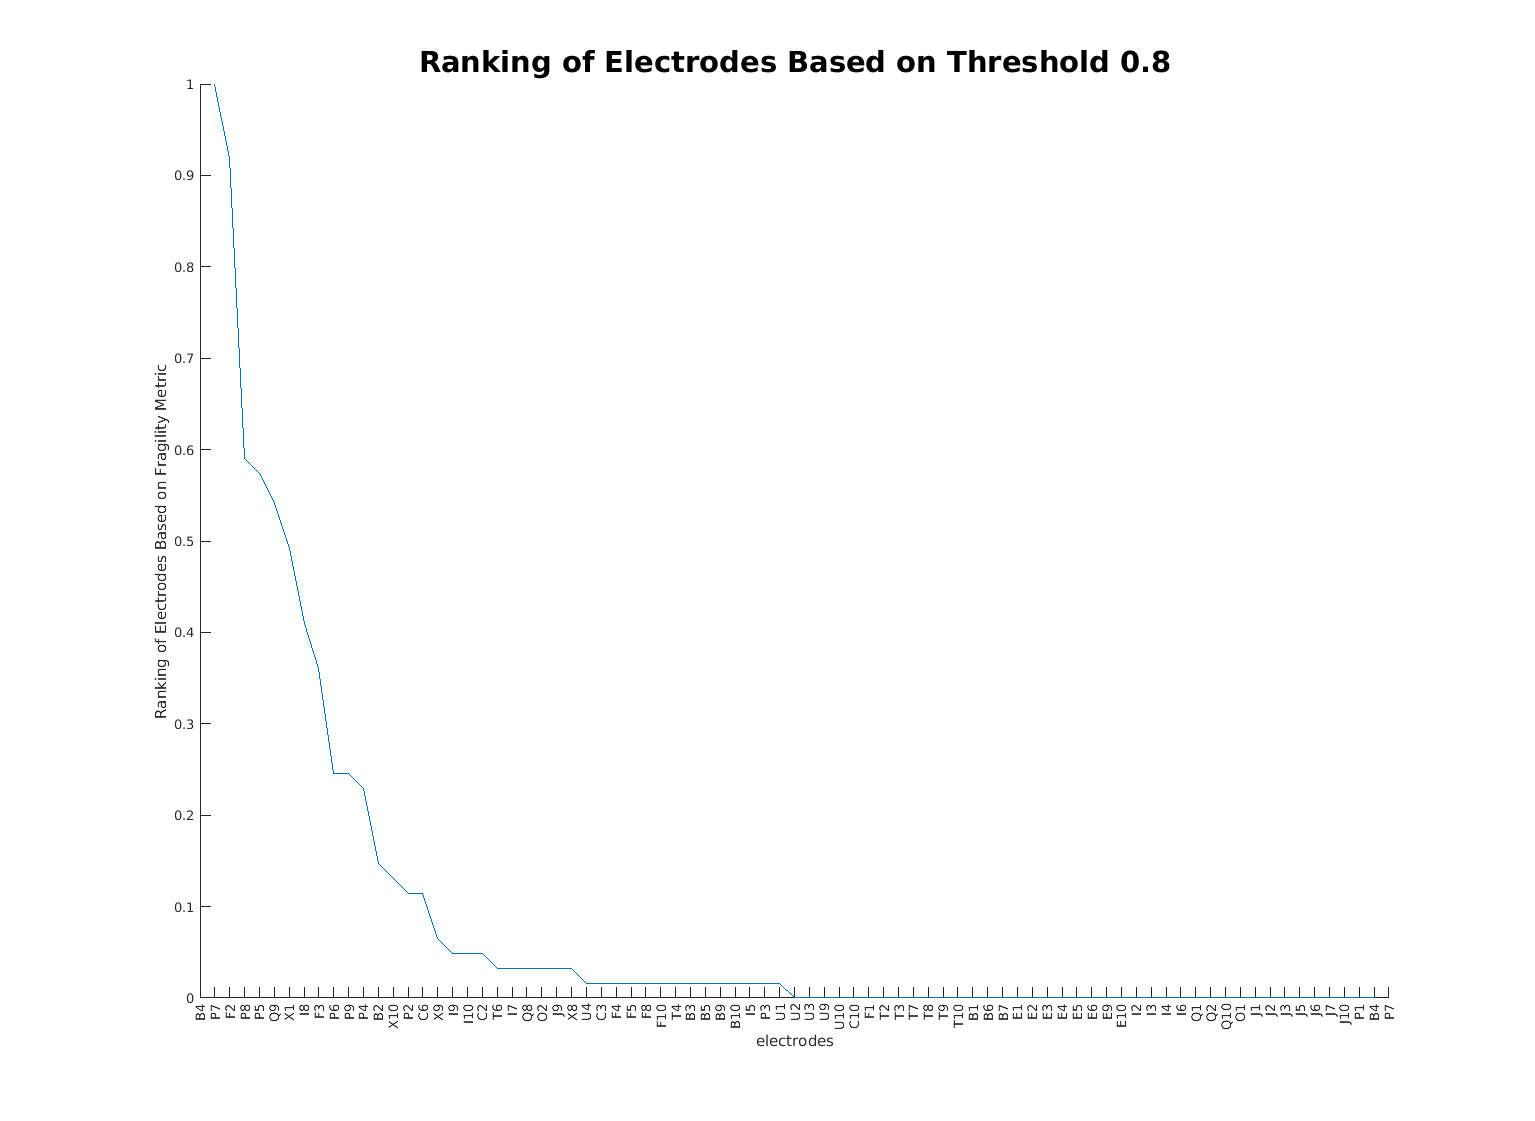 Ranking of Electrodes Based on Threshold 0.8
Ranking of Electrodes Based on Fragility Metric
1
0.9
0.8
0.7
0.6
0.5
0.4
0.3
0.2
0.1
0
B4 P7 F2 P8 P5 Q9 X1 I8 F3 P6 P9 P4 B2 X10 P2 C6 X9 I9 I10 C2 T6 I7 Q8 O2 J9 X8 U4 C3 F4 F5 F8 F10 T4 B3 B5 B9 B10 I5 P3 U1 U2 U3 U9 U10 C10 F1 T2 T3 T7 T8 T9 T10 B1 B6 B7 E1 E2 E3 E4 E5 E6 E9 E10 I2 I3 I4 I6 Q1 Q2 Q10 O1 J1 J2 J3 J5 J6 J7 J10 P1 B4 P7
electrodes